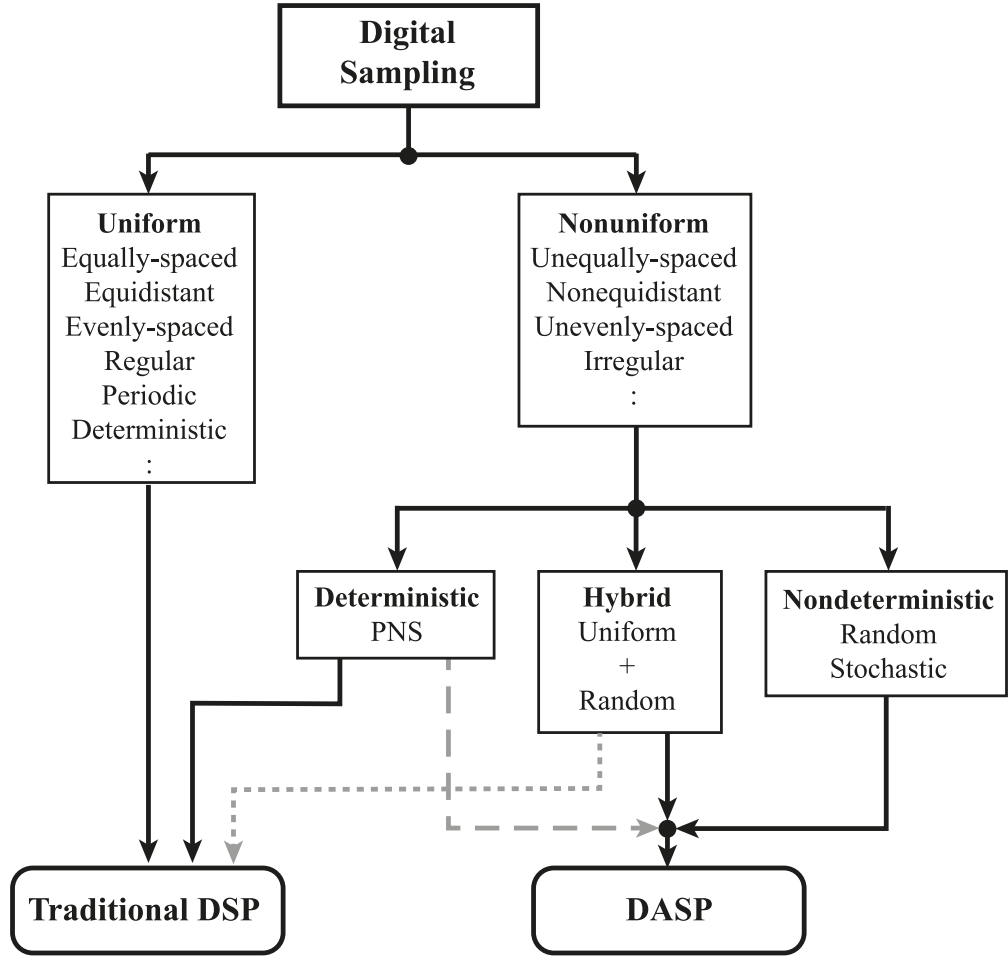 Digital
Sampling
Uniform
Equally-spaced
Equidistant
Evenly-spaced
Regular
Periodic
Deterministic
:
Nonuniform
Unequally-spaced
Nonequidistant
Unevenly-spaced
Irregular
:
Deterministic
PNS
Hybrid
Uniform
+
Random
Nondeterministic
Random
Stochastic
Traditional DSP
DASP